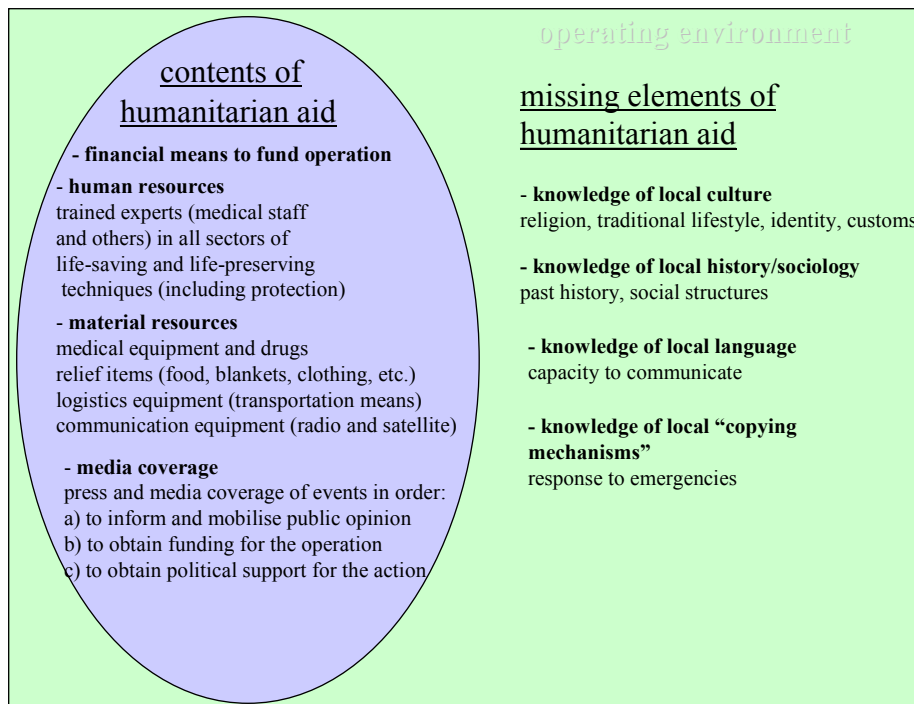 operating environment
contents of
humanitarian aid
- financial means to fund operation
- human resources
trained experts (medical staff
and others) in all sectors of
life-saving and life-preserving
techniques (including protection)
- material resources
medical equipment and drugs
relief items (food, blankets, clothing, etc.)
logistics equipment (transportation means)
communication equipment (radio and satellite)
- media coverage
press and media coverage of events in order:
a) to inform and mobilise public opinion
b) to obtain funding for the operation
c) to obtain political support for the action
missing elements of
humanitarian aid
- knowledge of local culture
religion, traditional lifestyle, identity, customs
- knowledge of local history/sociology
past history, social structures
- knowledge of local language
capacity to communicate
- knowledge of local “copying
mechanisms”
response to emergencies